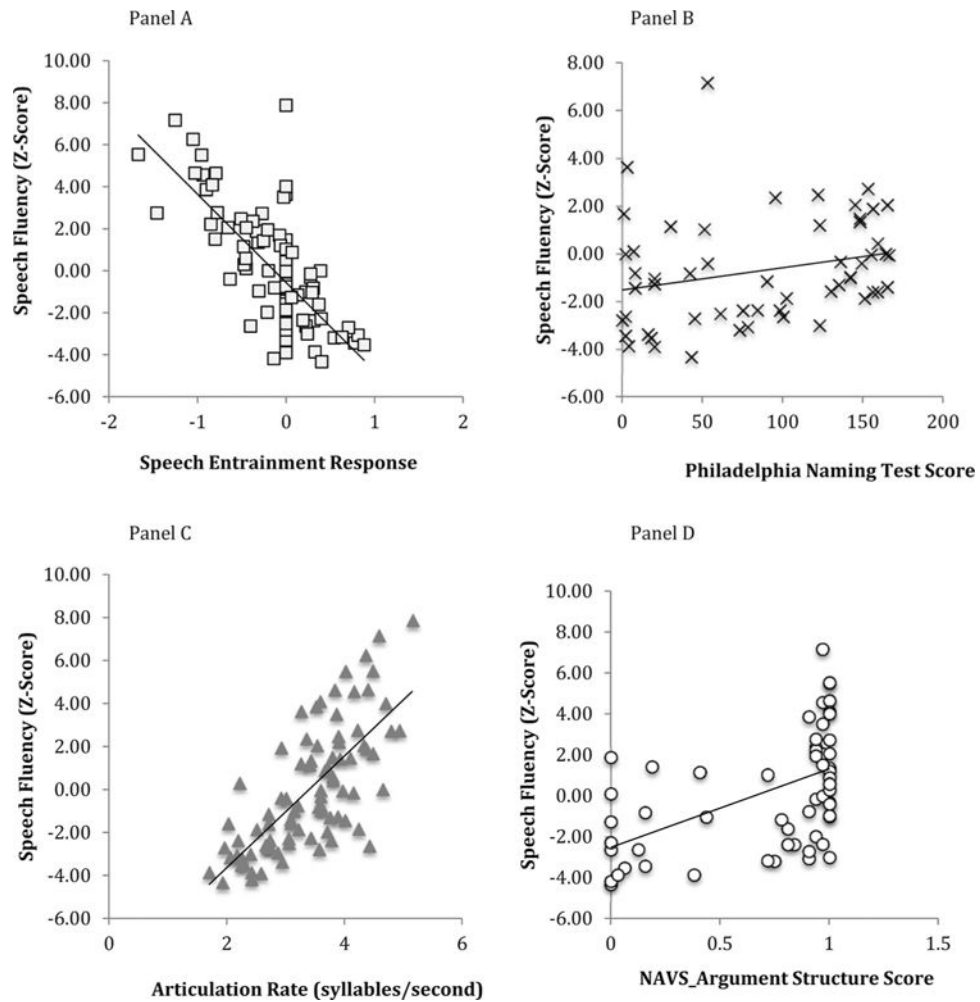 Panel A
Speech Fluency (Z-Score)
10.00
8.00
6.00
4.00
2.00
0.00
-2.00
-4.00
-6.00
-2 -1 0 1 2
Speech Entrainment Response
Panel B
Speech Fluency (Z-Score)
8.00
6.00
4.00
2.00
0.00
-2.00
-4.00
-6.00
0 50 100 150 200
Philadelphia Naming Test Score
Panel C
Speech Fluency (Z-Score)
10.00
8.00
6.00
4.00
2.00
0.00
-2.00
-4.00
-6.00
0 2 4 6
Articulation Rate (syllables/second)
Panel D
Speech Fluency (Z-Score)
10.00
8.00
6.00
4.00
2.00
0.00
-2.00
-4.00
-6.00
0 0.5 1 1.5
NAVS_Argument Structure Score